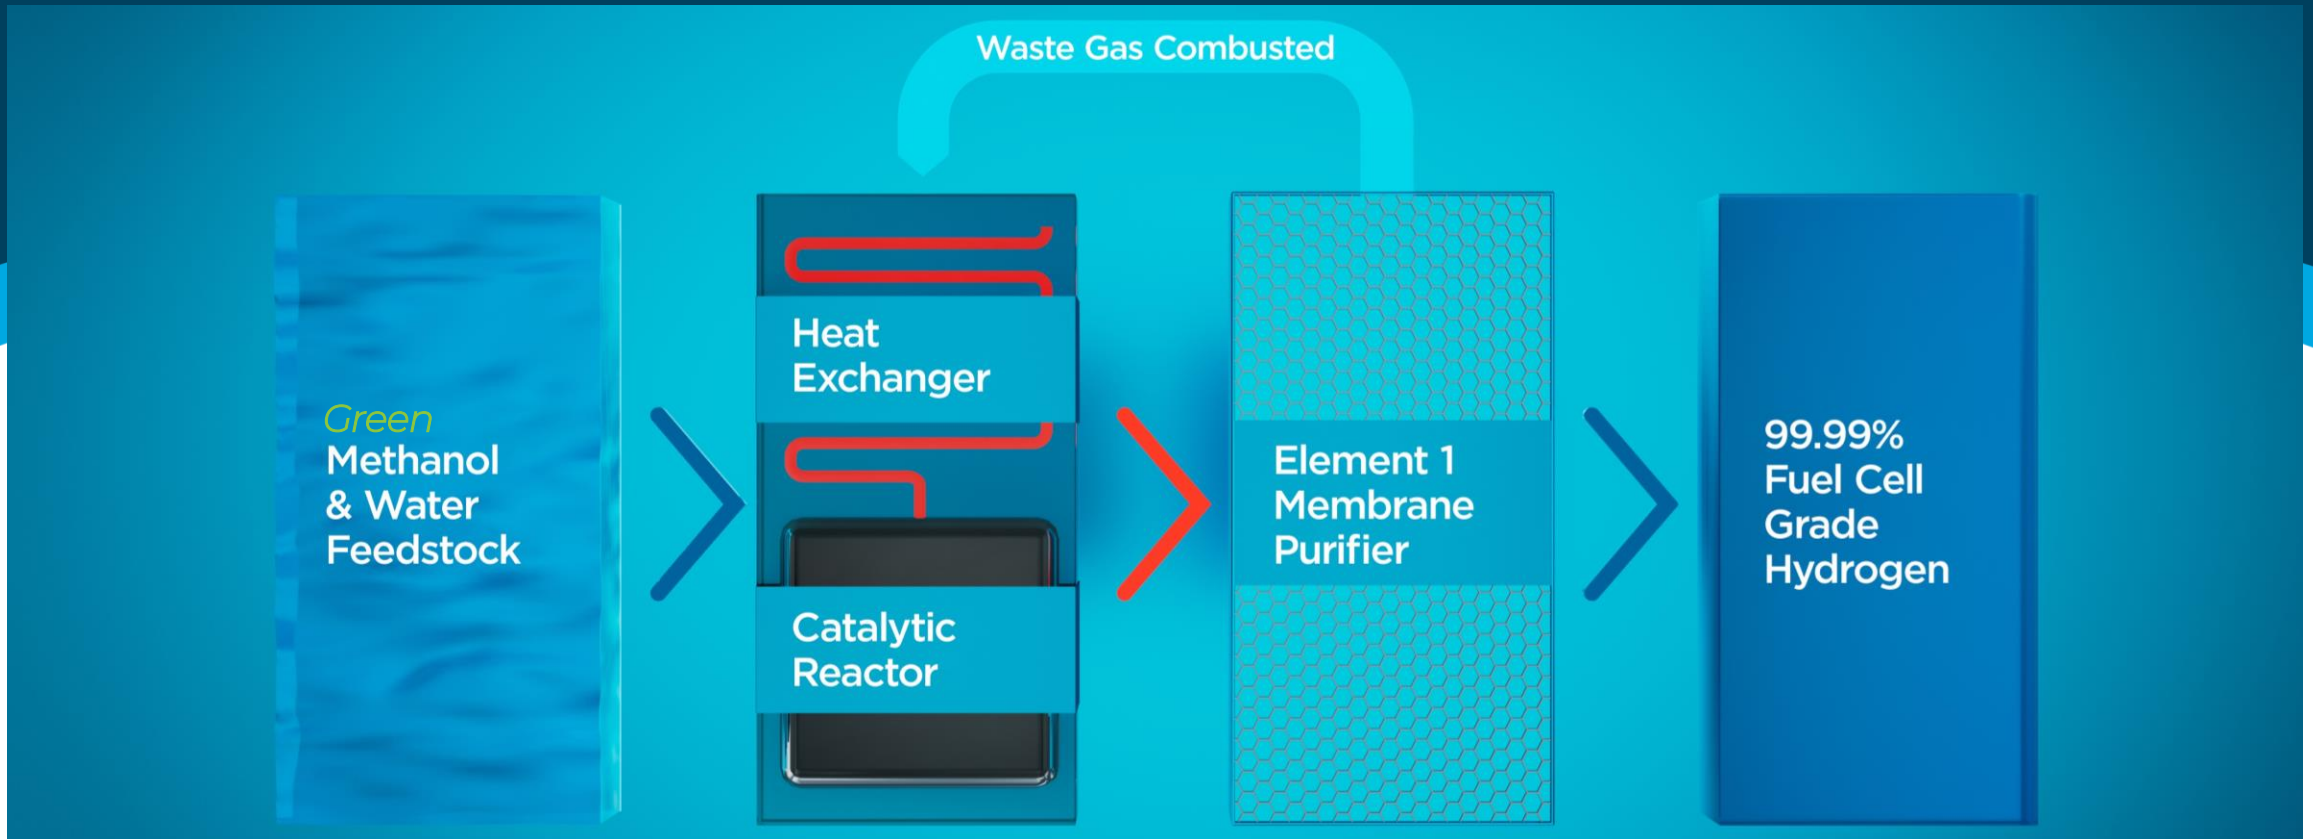 Waste Gas Combusted
Green
Methanol
& Water
Feedstock
Heat
Exchanger
Catalytic
Reactor
Element 1
Membrane
Purifier
99.99%
Fuel Cell
Grade
Hydrogen